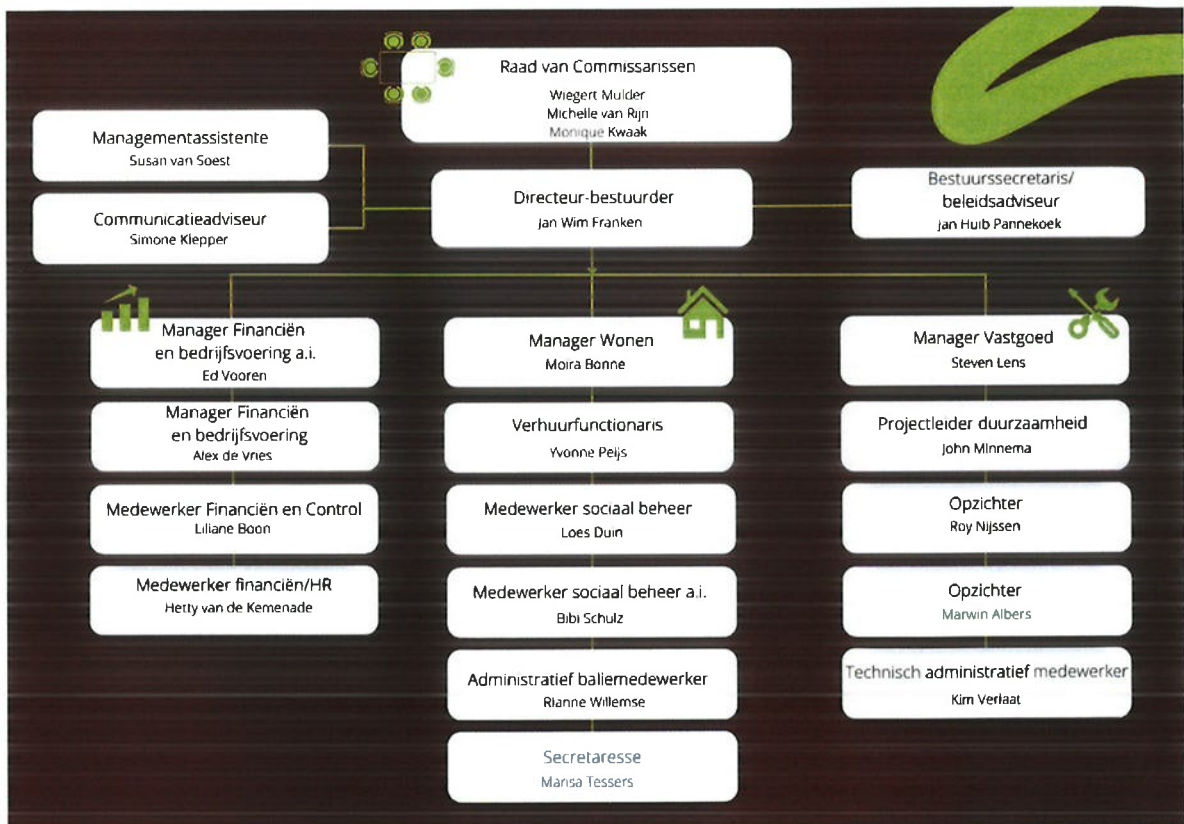 Raad van Commissarissen
Wiegert Mulder
Michelle van Rijn
Monique Kwaak
Managementassistente
Susan van Soest
Communicatieadviseur
Simone Klepper
Directeur-bestuurder
Jan Wim Franken
Bestuurssecretaris/
beleidsadviseur
Jan Huib Pannekoek
Manager Financiën
en bedrijfsvoering a.i.
Ed Vooren
Manager Financiën
en bedrijfsvoering
Alex de Vries
Medewerker Financiën en Control
Liliane Boon
Medewerker financiën/HR
Hetty van de Kemenade
Manager Wonen
Moira Bonne
Verhuurfunctionaris
Yvonne Peijs
Medewerker sociaal beheer
Loes Duin
Medewerker sociaal beheer a.i.
Bibi Schulz
Administratief baliemedewerker
Rianne Willemse
Secretaresse
Marisa Tessers
Manager Vastgoed
Steven Lens
Projectleider duurzaamheid
John Minnema
Opzichter
Roy Nijssen
Opzichter
Marwin Albers
Technisch administratief medewerker
Kim Verlaat